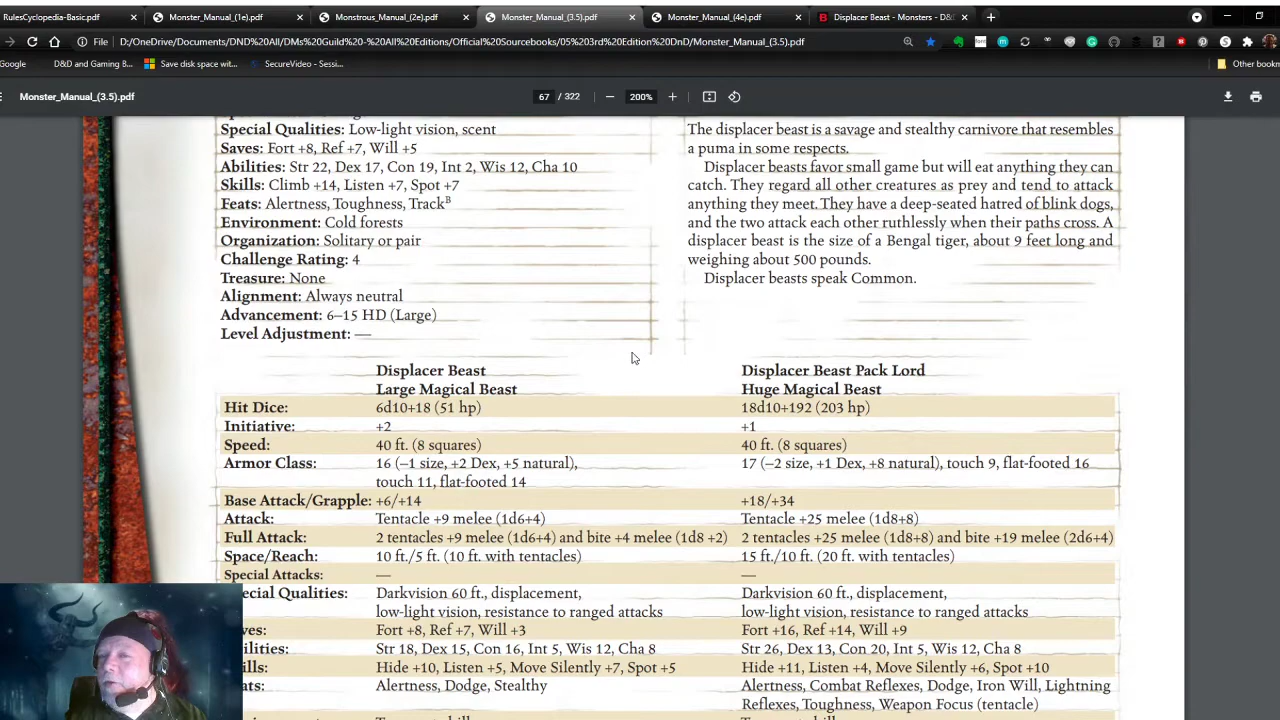 RulesCyclopedia-Basic.pdf
Monster_Manual_(1e).pdf
Monstrous_Manual_(2e).pdf
Monster_Manual_(3.5).pdf
Monster_Manual_(4e).pdf
Displacer Beast - Monsters - D&
File
D:/OneDrive/Documents/DND%20All/DMs%20Guild%20-%20All%20Editions/Official%20Sourcebooks/05%203rd%20Edition%20DnD/Monster_Manual_(3.5).pdf
Google
D&D and Gaming B...
Save disk space wit...
SecureVideo - Sessi...
Other bookm
Monster_Manual_(3.5).pdf
67 / 322
200%
Special Qualities: Low-light vision, scent
Saves: Fort +8, Ref +7, Will +5
Abilities: Str 22, Dex 17, Con 19, Int 2, Wis 12, Cha 10
Skills: Climb +14, Listen +7, Spot +7
Feats: Alertness, Toughness, TrackB
Environment: Cold forests
Organization: Solitary or pair
Challenge Rating: 4
Treasure: None
Alignment: Always neutral
Advancement: 6–15 HD (Large)
Level Adjustment: —
The displacer beast is a savage and stealthy carnivore that resembles
a puma in some respects.
Displacer beasts favor small game but will eat anything they can
catch. They regard all other creatures as prey and tend to attack
anything they meet. They have a deep-seated hatred of blink dogs,
and the two attack each other ruthlessly when their paths cross. A
displacer beast is the size of a Bengal tiger, about 9 feet long and
weighing about 500 pounds.
Displacer beasts speak Common.
Displacer Beast Displacer Beast Pack Lord
Large Magical Beast Huge Magical Beast
Hit Dice: 6d10+18 (51 hp) 18d10+192 (203 hp)
Initiative: +2 +1
Speed: 40 ft. (8 squares) 40 ft. (8 squares)
Armor Class: 16 (–1 size, +2 Dex, +5 natural), 17 (–2 size, +1 Dex, +8 natural), touch 9, flat-footed 16
touch 11, flat-footed 14
Base Attack/Grapple: +6/+14 +18/+34
Attack: Tentacle +9 melee (1d6+4) Tentacle +25 melee (1d8+8)
Full Attack: 2 tentacles +9 melee (1d6+4) and bite +4 melee (1d8 +2) 2 tentacles +25 melee (1d8+8) and bite +19 melee (2d6+4)
Space/Reach: 10 ft./5 ft. (10 ft. with tentacles) 15 ft./10 ft. (20 ft. with tentacles)
Special Attacks: — —
ecial Qualities: Darkvision 60 ft., displacement, Darkvision 60 ft., displacement,
low-light vision, resistance to ranged attacks low-light vision, resistance to ranged attacks
ves: Fort +8, Ref +7, Will +3 Fort +16, Ref +14, Will +9
ilities: Str 18, Dex 15, Con 16, Int 5, Wis 12, Cha 8 Str 26, Dex 13, Con 20, Int 5, Wis 12, Cha 8
ills: Hide +10, Listen +5, Move Silently +7, Spot +5 Hide +11, Listen +4, Move Silently +6, Spot +10
ats: Alertness, Dodge, Stealthy Alertness, Combat Reflexes, Dodge, Iron Will, Lightning
Reflexes, Toughness, Weapon Focus (tentacle)